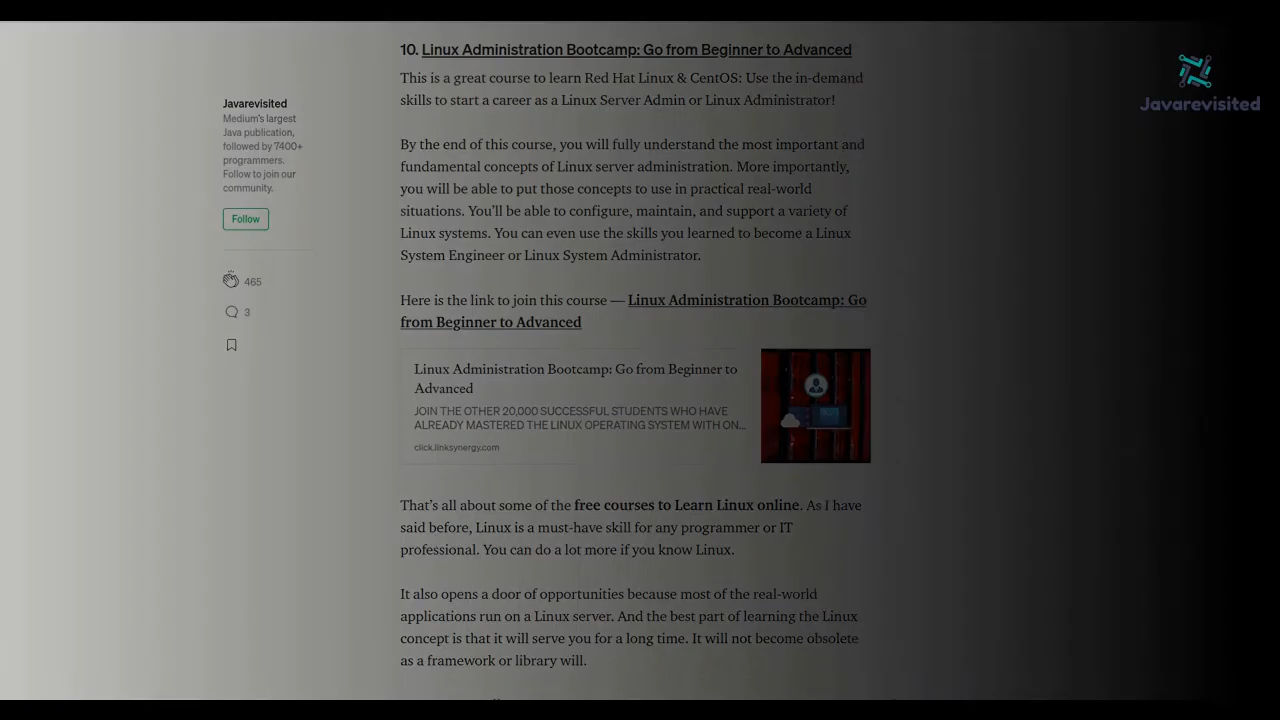 10. Linux Administration Bootcamp: Go from Beginner to Advanced
This is a great course to learn Red Hat Linux & CentOS: Use the in-demand
skills to start a career as a Linux Server Admin or Linux Administrator!
Javarevisited
Javarevisited
Medium's largest
Java publication,
followed by 7400+
programmers.
Follow to join our
community.
Follow
465
3
By the end of this course, you will fully understand the most important and
fundamental concepts of Linux server administration. More importantly,
you will be able to put those concepts to use in practical real-world
situations. You'll be able to configure, maintain, and support a variety of
Linux systems. You can even use the skills you learned to become a Linux
System Engineer or Linux System Administrator.
Here is the link to join this course — Linux Administration Bootcamp: Go
from Beginner to Advanced
Linux Administration Bootcamp: Go from Beginner to
Advanced
JOIN THE OTHER 20,000 SUCCESSFUL STUDENTS WHO HAVE
ALREADY MASTERED THE LINUX OPERATING SYSTEM WITH ON...
click.linksynergy.com
That's all about some of the free courses to Learn Linux online. As I have
said before, Linux is a must-have skill for any programmer or IT
professional. You can do a lot more if you know Linux.
It also opens a door of opportunities because most of the real-world
applications run on a Linux server. And the best part of learning the Linux
concept is that it will serve you for a long time. It will not become obsolete
as a framework or library will.